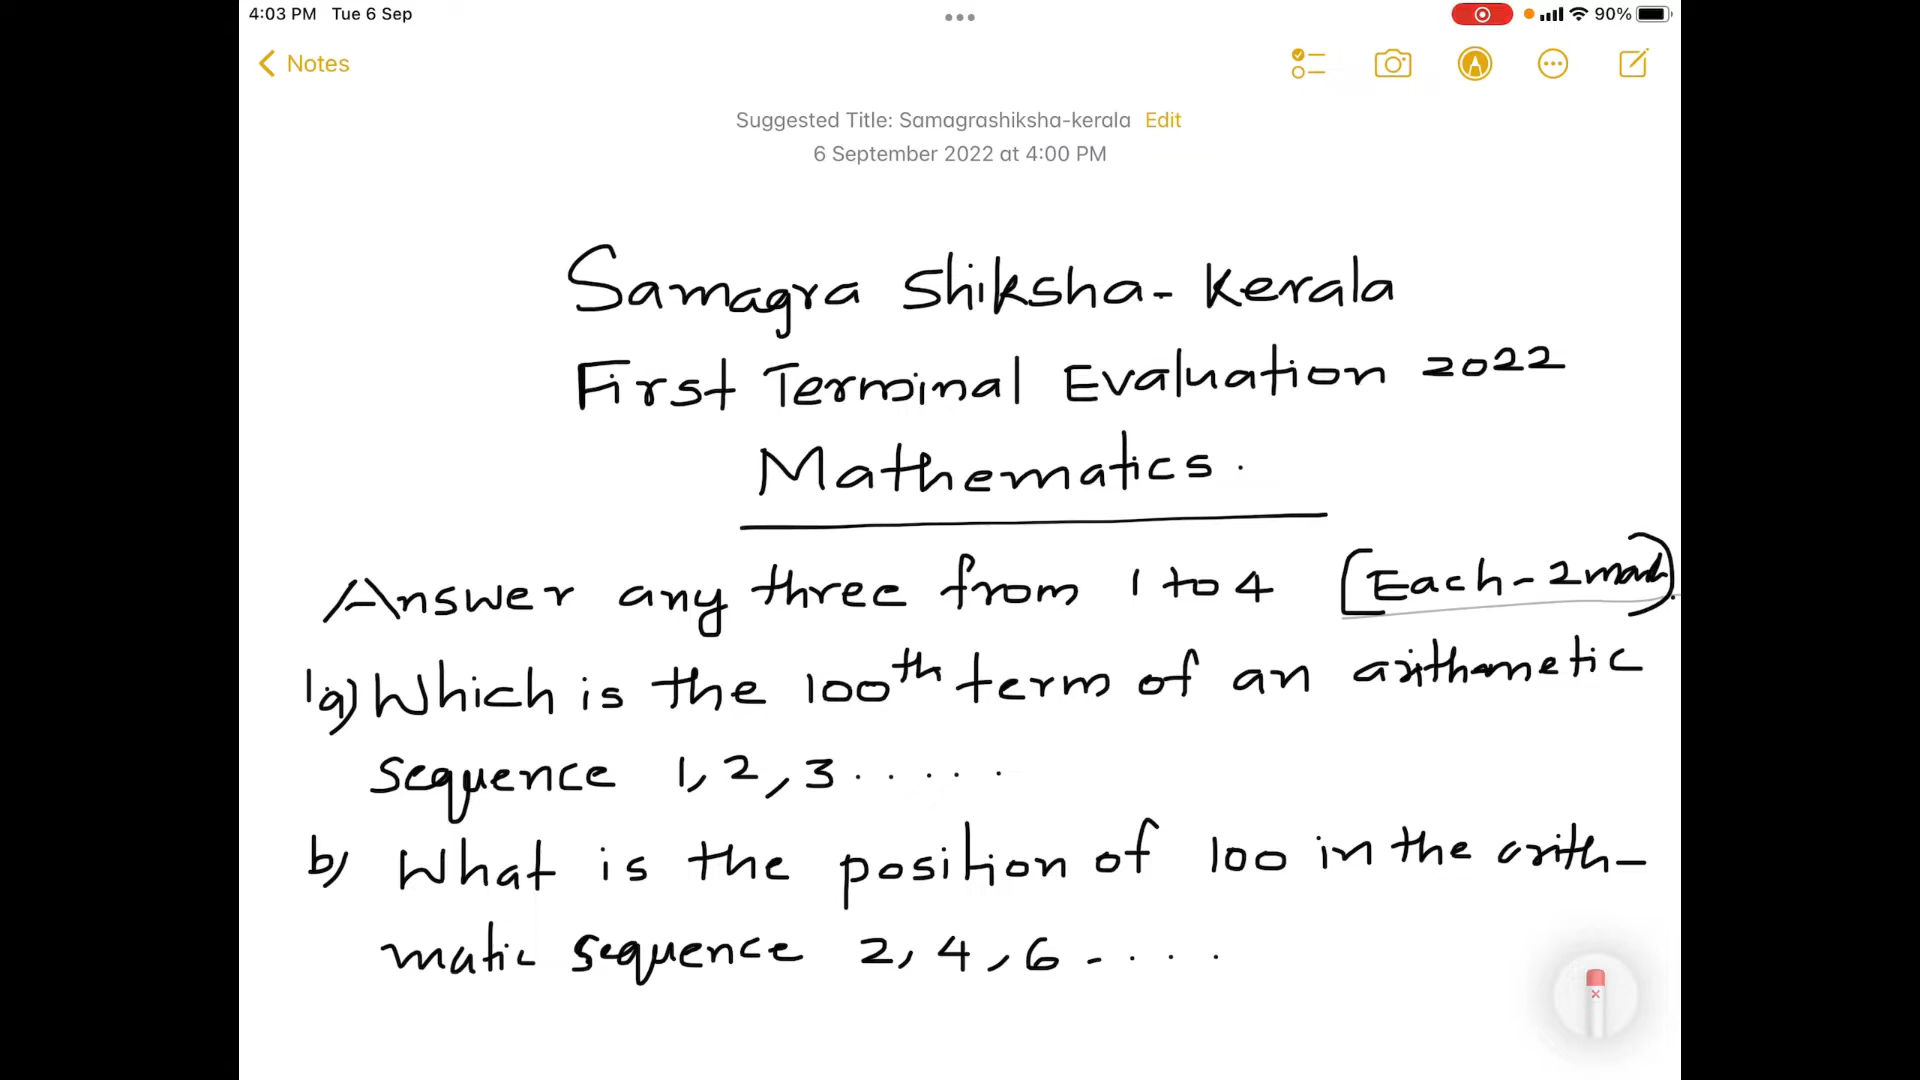 4:03 PM Tue 6 Sep
90%
Notes
Suggested Title: Samagrashiksha-kerala Edit
6 September 2022 at 4:00 PM
Samagra Shiksha - Kerala
First Terminal Evaluation 2022
Mathematics.
Answer any three from 1 to 4 (Each - 2 mark).
1a) Which is the 100th term of an arithmetic
sequence 1, 2, 3 . . . . .
b) What is the position of 100 in the arith-
matic sequence 2, 4, 6 - . . .